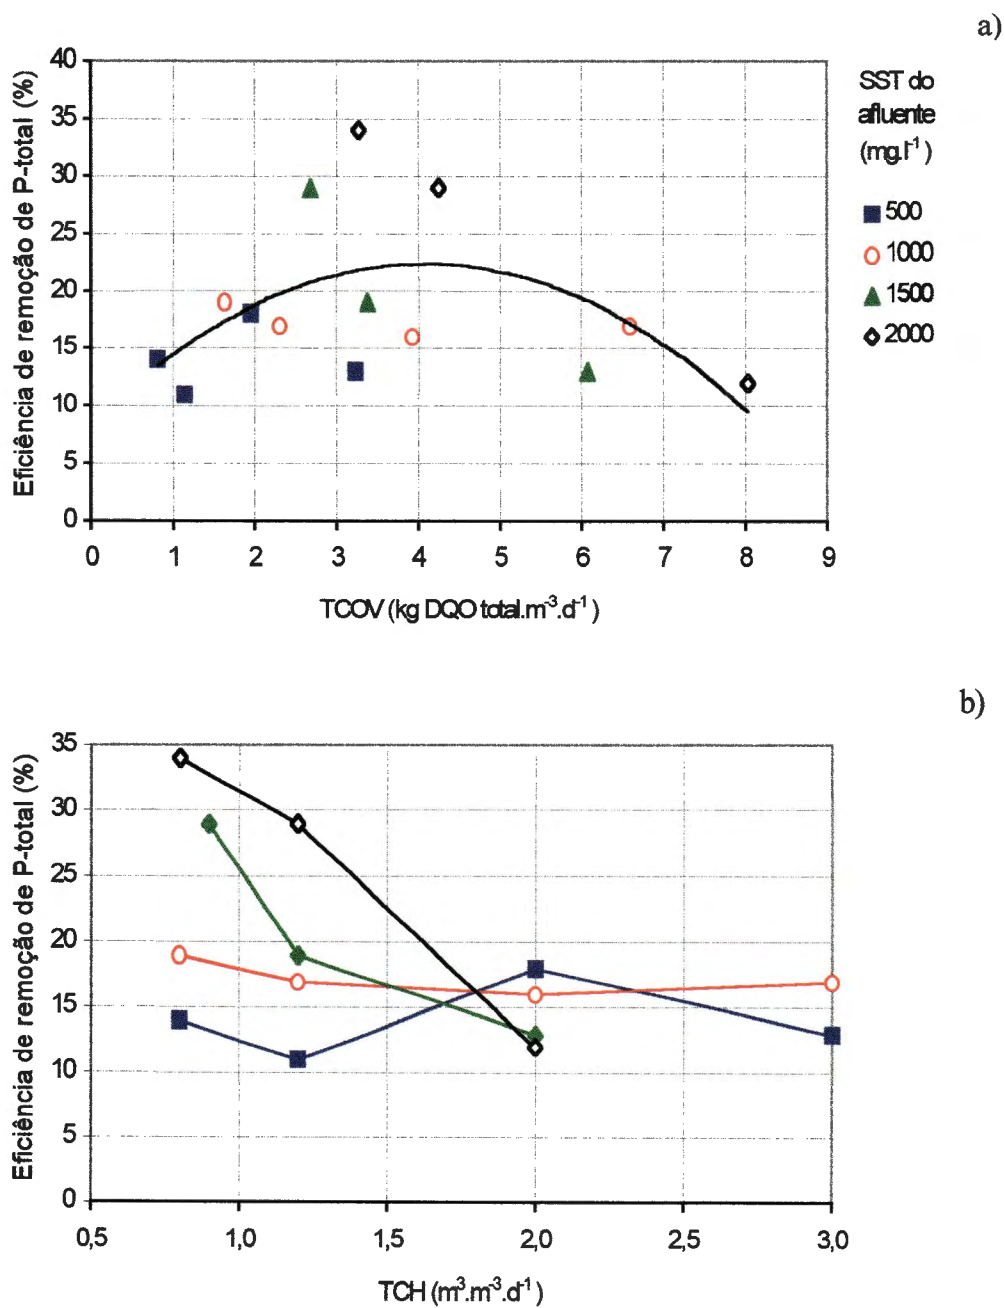 a)
Eficiência de remoção de P-total (%)
40
35
30
25
20
15
10
5
0
0 1 2 3 4 5 6 7 8 9
TCOV (kg DQO total.m-3.d-1)
SST do
afluente
(mg.l-1)
500
1000
1500
2000
b)
Eficiência de remoção de P-total (%)
35
30
25
20
15
10
5
0
0,5 1,0 1,5 2,0 2,5 3,0
TCH (m3.m-3.d-1)